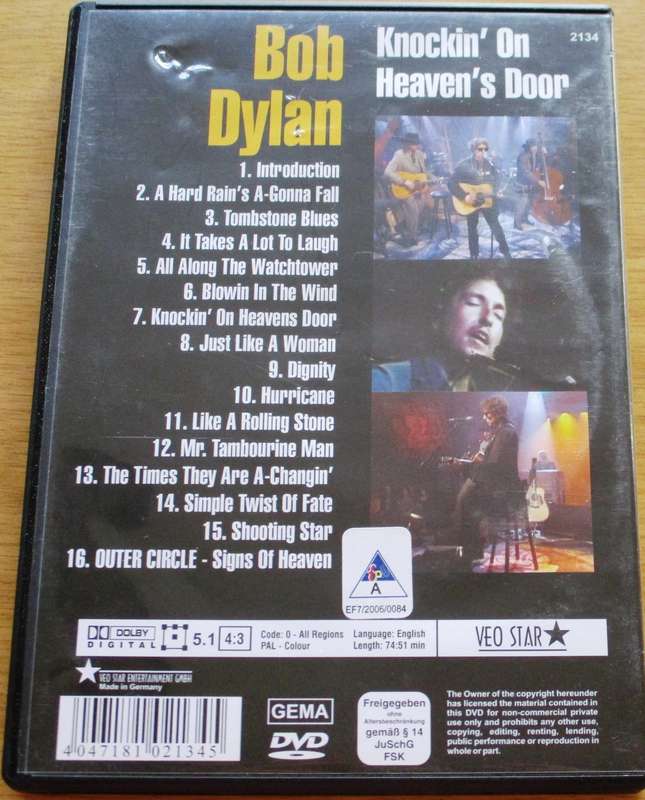 Bob
Dylan
Knockin' On
Heaven's Door
2134
1. Introduction
2. A Hard Rain's A-Gonna Fall
3. Tombstone Blues
4. It Takes A Lot To Laugh
5. All Along The Watchtower
6. Blowin In The Wind
7. Knockin' On Heavens Door
8. Just Like A Woman
9. Dignity
10. Hurricane
11. Like A Rolling Stone
12. Mr. Tambourine Man
13. The Times They Are A-Changin'
14. Simple Twist Of Fate
15. Shooting Star
16. OUTER CIRCLE - Signs Of Heaven
A
EF7/2006/0084
DOLBY
DIGITAL
5.1
4:3
Code: 0 - All Regions
PAL - Colour
Language: English
Length: 74:51 min
VEO STAR
VEO STAR ENTERTAINMENT GMBH
Made in Germany
4047181021345
GEMA
DVD
Freigegeben
ohne
Altersbeschränkung
gemäß § 14
JuSchG
FSK
The Owner of the copyright hereunder
has licensed the material contained in
this DVD for non-commercial private
use only and prohibits any other use,
copying, editing, renting, lending,
public performance or reproduction in
whole or part.